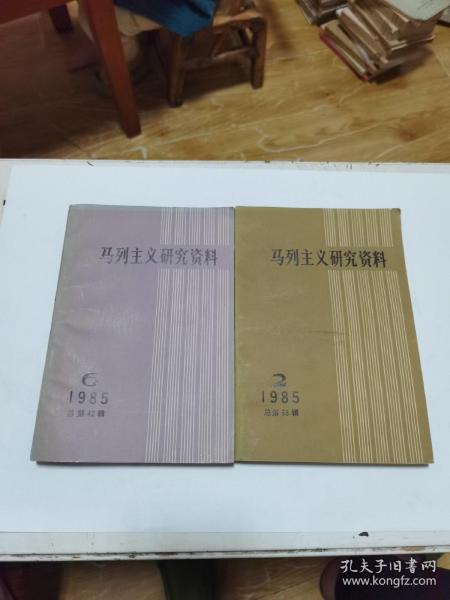 马列主义研究资料
6
1985
总第42辑
马列主义研究资料
2
1985
总第38辑
孔夫子旧书网
www.kongfz.com